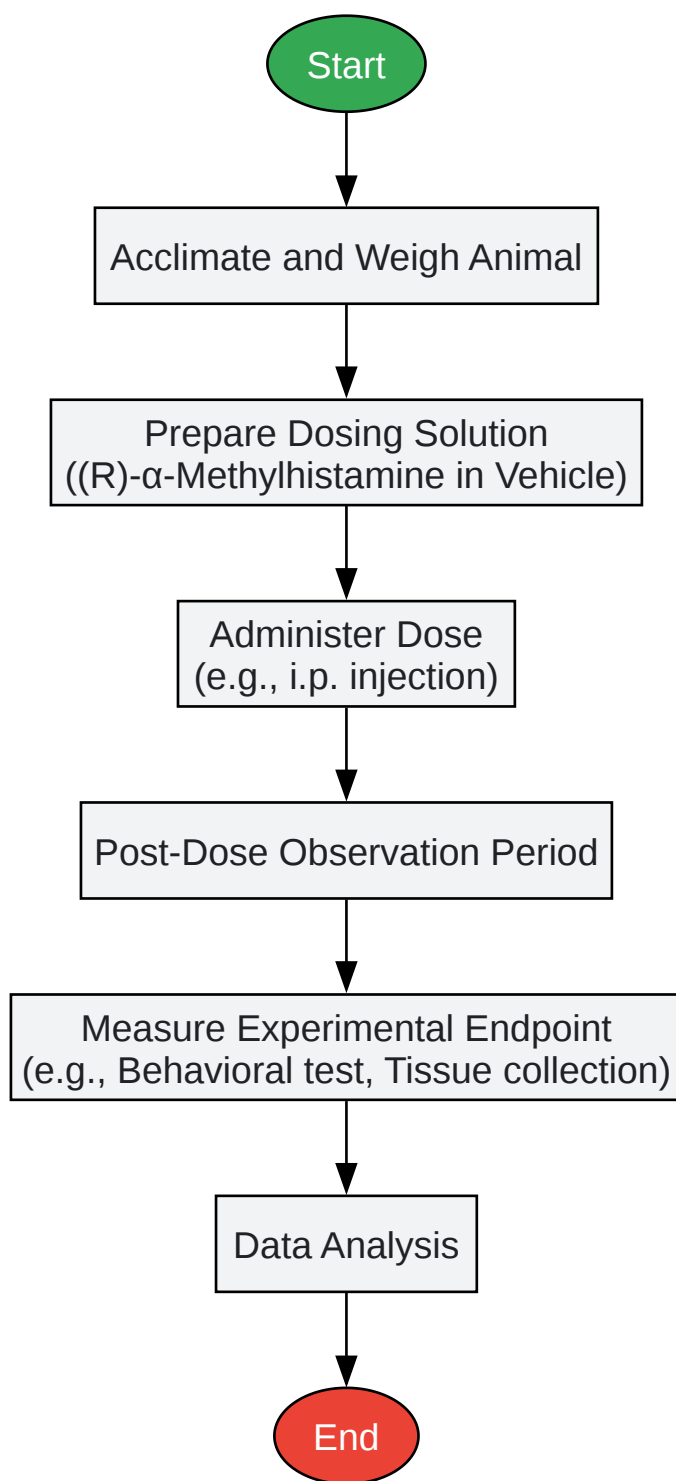 Start
Acclimate and Weigh Animal
Prepare Dosing Solution
((R)-α-Methylhistamine in Vehicle)
Administer Dose
(e.g., i.p. injection)
Post-Dose Observation Period
Measure Experimental Endpoint
(e.g., Behavioral test, Tissue collection)
Data Analysis
End